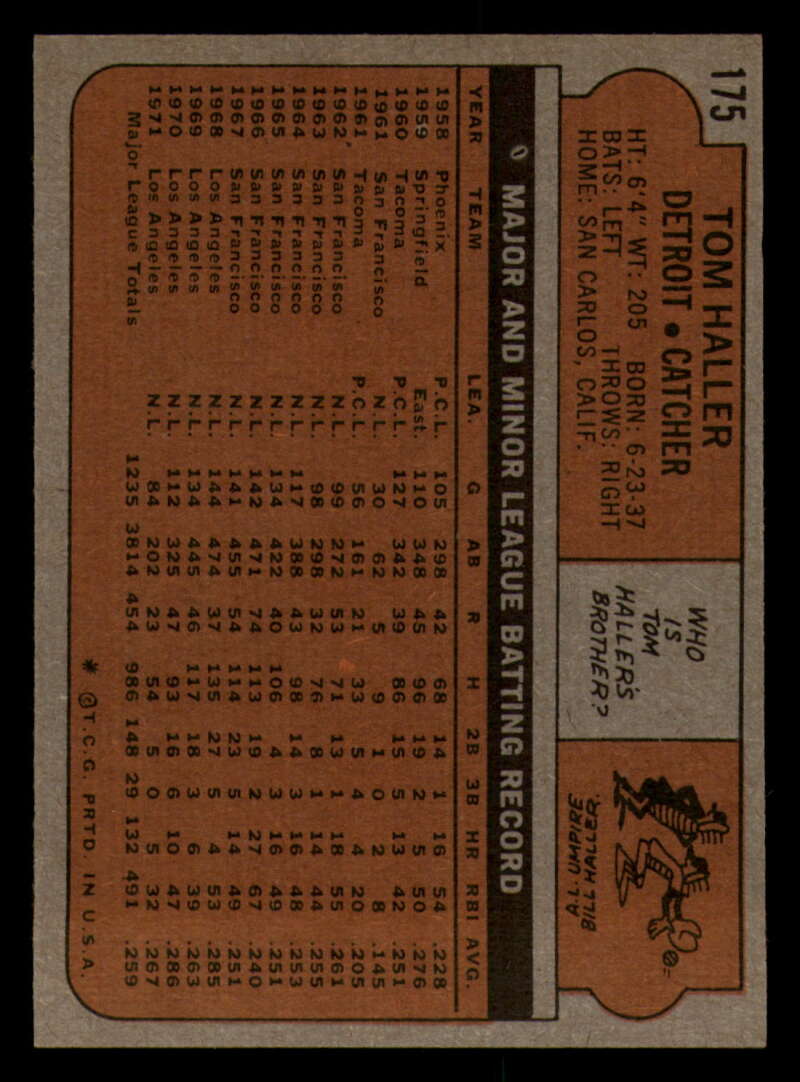 175
TOM HALLER
DETROIT • CATCHER
HT: 6'4" WT: 205 BORN: 6-23-37
BATS: LEFT THROWS: RIGHT
HOME: SAN CARLOS, CALIF.
WHO
IS
TOM
HALLER'S
BROTHER?
BILL HALLER,
A.L. UMPIRE
MAJOR AND MINOR LEAGUE BATTING RECORD
YEAR TEAM LEA. G AB R H 2B 3B HR RBI AVG.
1958 Phoenix P.C.L. 105 298 42 68 14 1 16 54 .228
1959 Springfield East. 110 348 45 96 19 2 5 50 .276
1960 Tacoma P.C.L. 127 342 39 86 15 5 13 42 .251
1961 San Francisco N.L. 30 62 5 9 1 0 2 8 .145
1961 Tacoma P.C.L. 56 161 21 33 5 4 4 20 .205
1962 San Francisco N.L. 99 272 53 71 13 1 18 55 .261
1963 San Francisco N.L. 98 298 32 76 8 1 14 44 .255
1964 San Francisco N.L. 117 388 43 98 14 3 16 48 .253
1965 San Francisco N.L. 134 422 40 106 4 3 16 49 .251
1966 San Francisco N.L. 142 471 74 113 19 2 27 67 .240
1967 San Francisco N.L. 141 455 54 114 23 5 14 49 .251
1968 Los Angeles N.L. 144 474 37 135 27 5 4 53 .285
1969 Los Angeles N.L. 134 445 46 117 18 3 6 39 .263
1970 Los Angeles N.L. 112 325 47 93 16 6 10 47 .286
1971 Los Angeles N.L. 84 202 23 54 5 0 5 32 .267
Major League Totals 1235 3814 454 986 148 29 132 491 .259
* @T.C.G. PRTD. IN U.S.A.